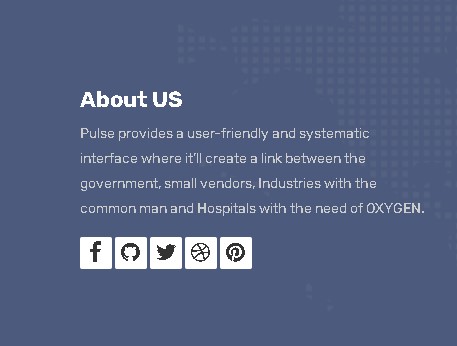 About US
Pulse provides a user-friendly and systematic
interface where it'll create a link between the
government, small vendors, Industries with the
common man and Hospitals with the need of OXYGEN.